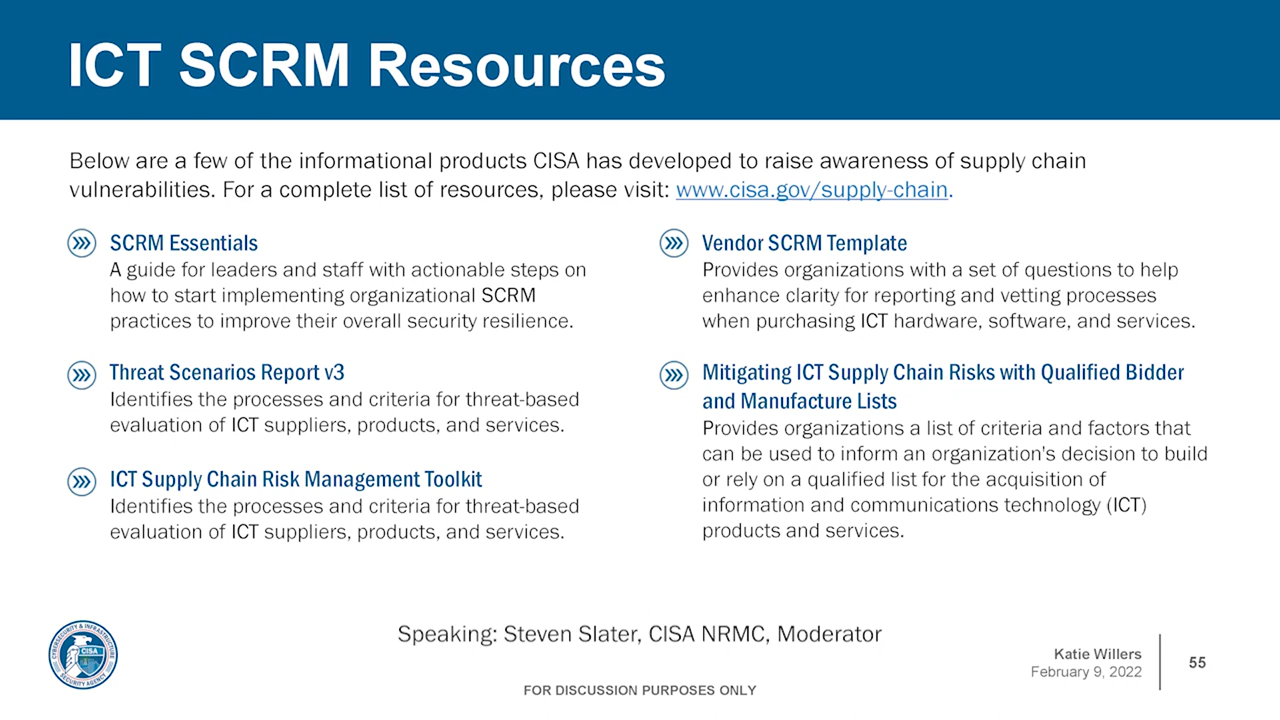 ICT SCRM Resources
Below are a few of the informational products CISA has developed to raise awareness of supply chain
vulnerabilities. For a complete list of resources, please visit: www.cisa.gov/supply-chain.
SCRM Essentials
A guide for leaders and staff with actionable steps on
how to start implementing organizational SCRM
practices to improve their overall security resilience.
Threat Scenarios Report v3
Identifies the processes and criteria for threat-based
evaluation of ICT suppliers, products, and services.
ICT Supply Chain Risk Management Toolkit
Identifies the processes and criteria for threat-based
evaluation of ICT suppliers, products, and services.
Vendor SCRM Template
Provides organizations with a set of questions to help
enhance clarity for reporting and vetting processes
when purchasing ICT hardware, software, and services.
Mitigating ICT Supply Chain Risks with Qualified Bidder
and Manufacture Lists
Provides organizations a list of criteria and factors that
can be used to inform an organization's decision to build
or rely on a qualified list for the acquisition of
information and communications technology (ICT)
products and services.
CYBERSECURITY & INFRASTRUCTURE
CISA
SECURITY AGENCY
Speaking: Steven Slater, CISA NRMC, Moderator
FOR DISCUSSION PURPOSES ONLY
Katie Willers
February 9, 2022
55